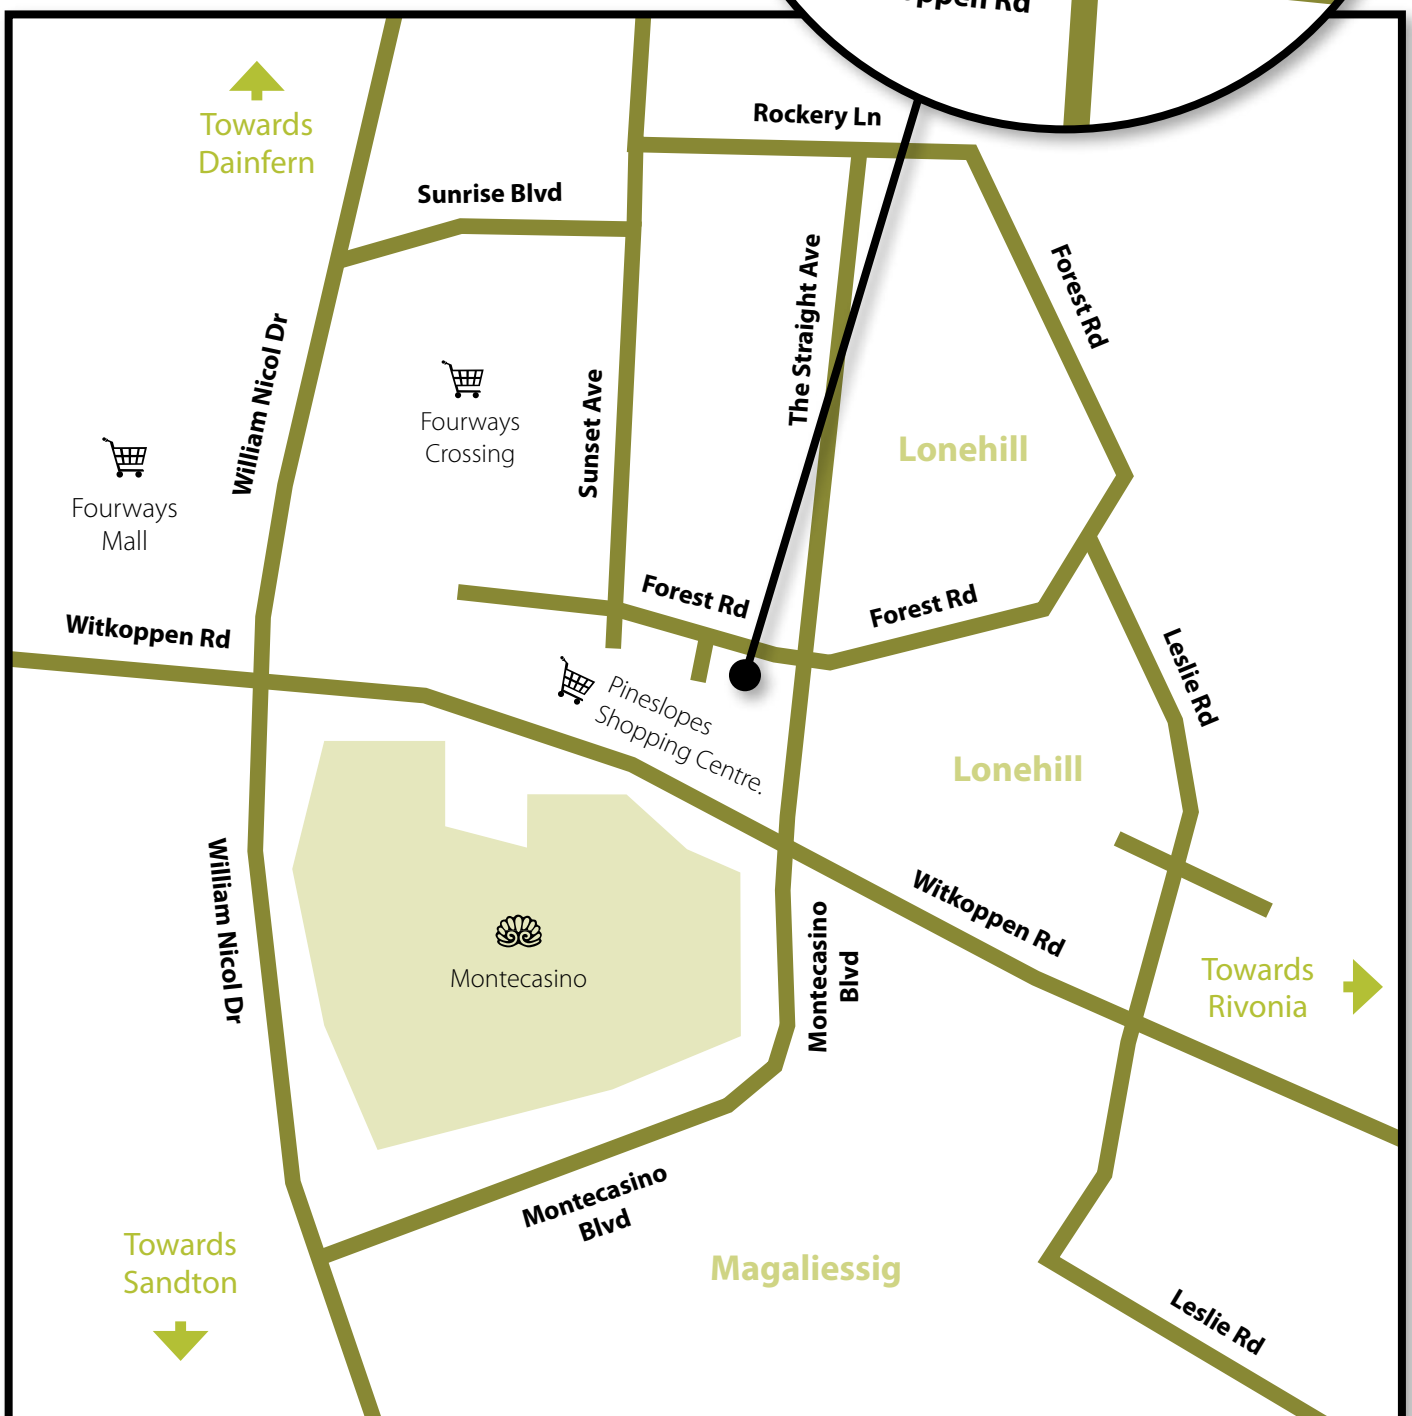 Rd
Rockery Ln
Towards
Dainfern
Sunrise Blvd
Forest Rd
The Straight Ave
William Nicol Dr
Sunset Ave
Fourways
Crossing
Lonehill
Fourways
Mall
Forest Rd
Forest Rd
Witkoppen Rd
Leslie Rd
Pineslopes
Shopping Centre.
Lonehill
William Nicol Dr
Witkoppen Rd
Montecasino
Blvd
Montecasino
Towards
Rivonia
Montecasino
Blvd
Towards
Sandton
Magaliessig
Leslie Rd